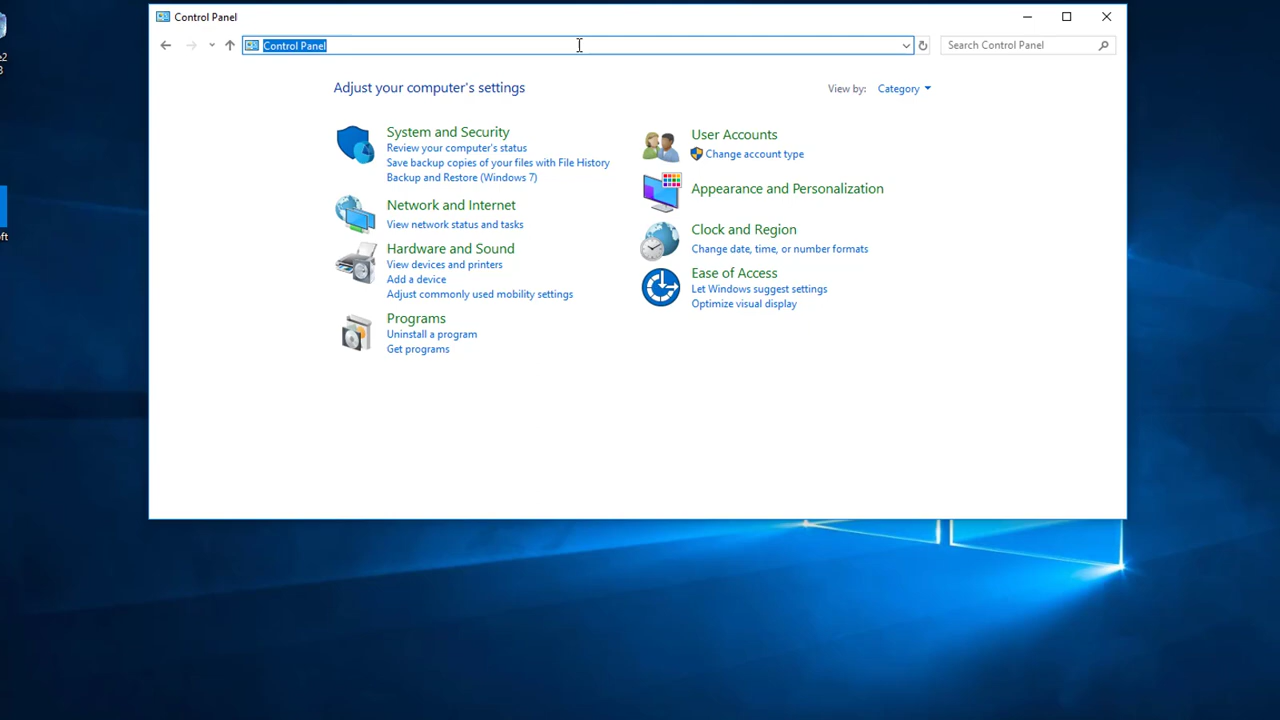 Control Panel
Control Panel
Search Control Panel
Adjust your computer's settings
View by: Category
System and Security
Review your computer's status
Save backup copies of your files with File History
Backup and Restore (Windows 7)
Network and Internet
View network status and tasks
Hardware and Sound
View devices and printers
Add a device
Adjust commonly used mobility settings
Programs
Uninstall a program
Get programs
User Accounts
Change account type
Appearance and Personalization
Clock and Region
Change date, time, or number formats
Ease of Access
Let Windows suggest settings
Optimize visual display